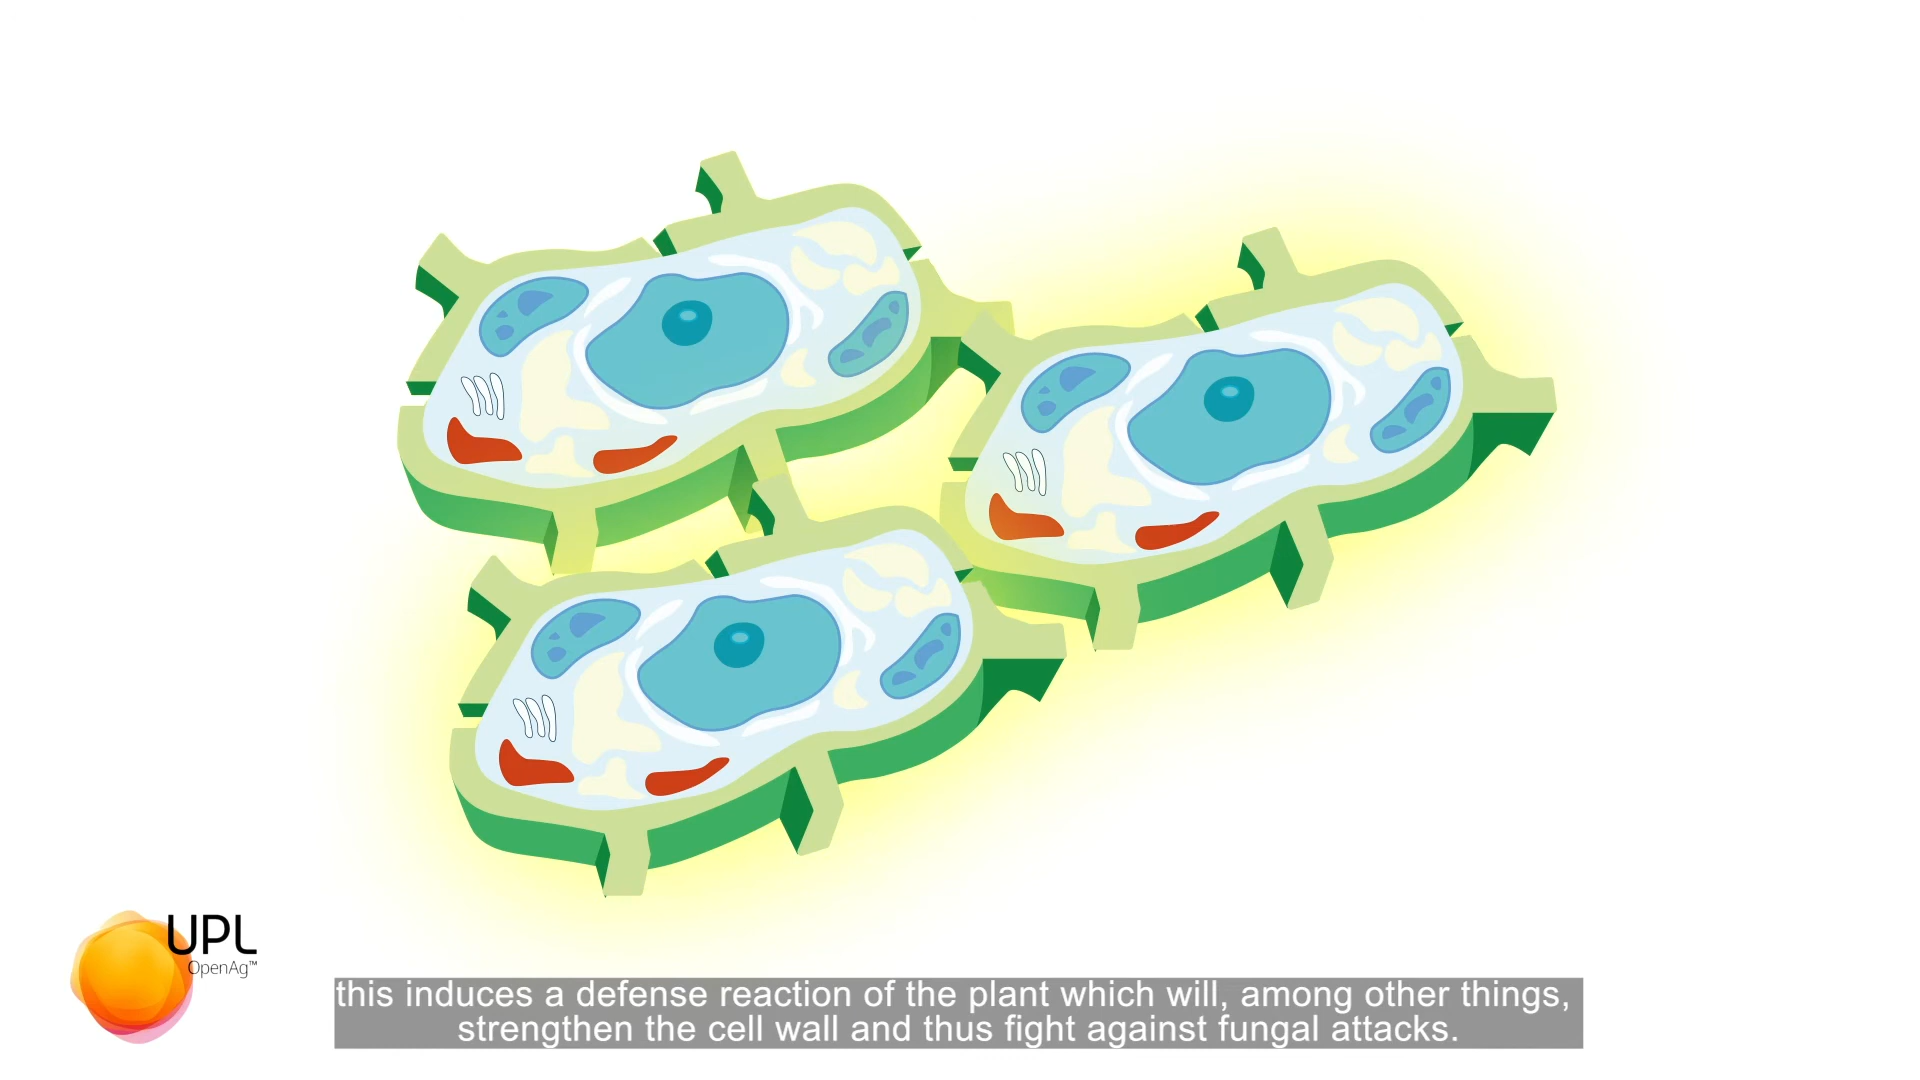 UPL
OpenAg™
this induces a defense reaction of the plant which will, among other things,
strengthen the cell wall and thus fight against fungal attacks.